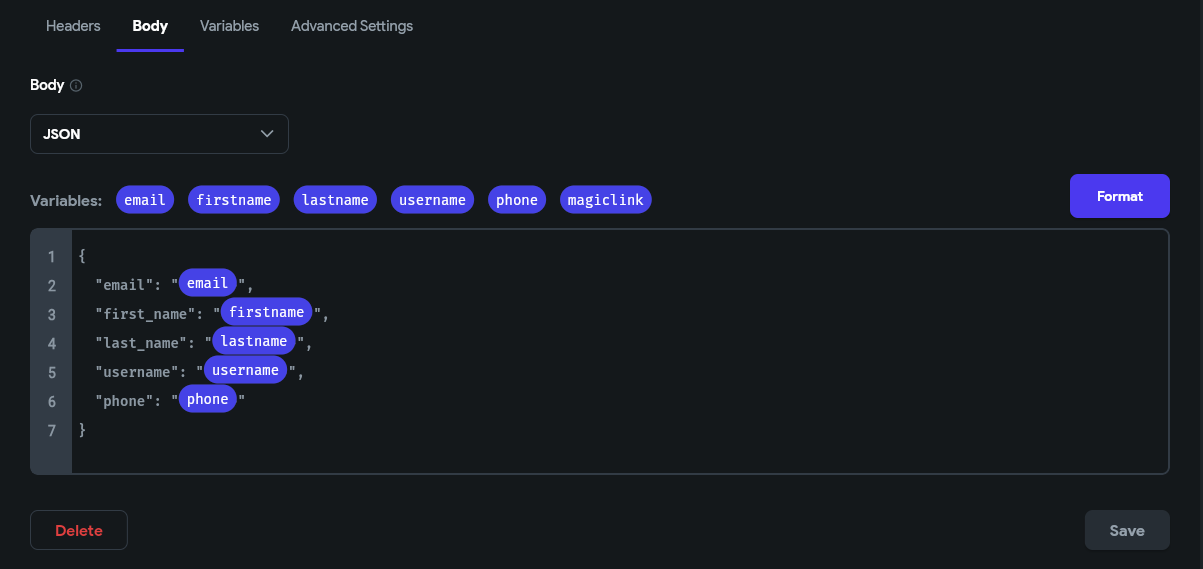 Headers Body Variables Advanced Settings
Body
JSON
Variables: email firstname lastname username phone magiclink Format
1 {
2 "email": "email",
3 "first_name": "firstname",
4 "last_name": "lastname",
5 "username": "username",
6 "phone": "phone"
7 }
Delete Save